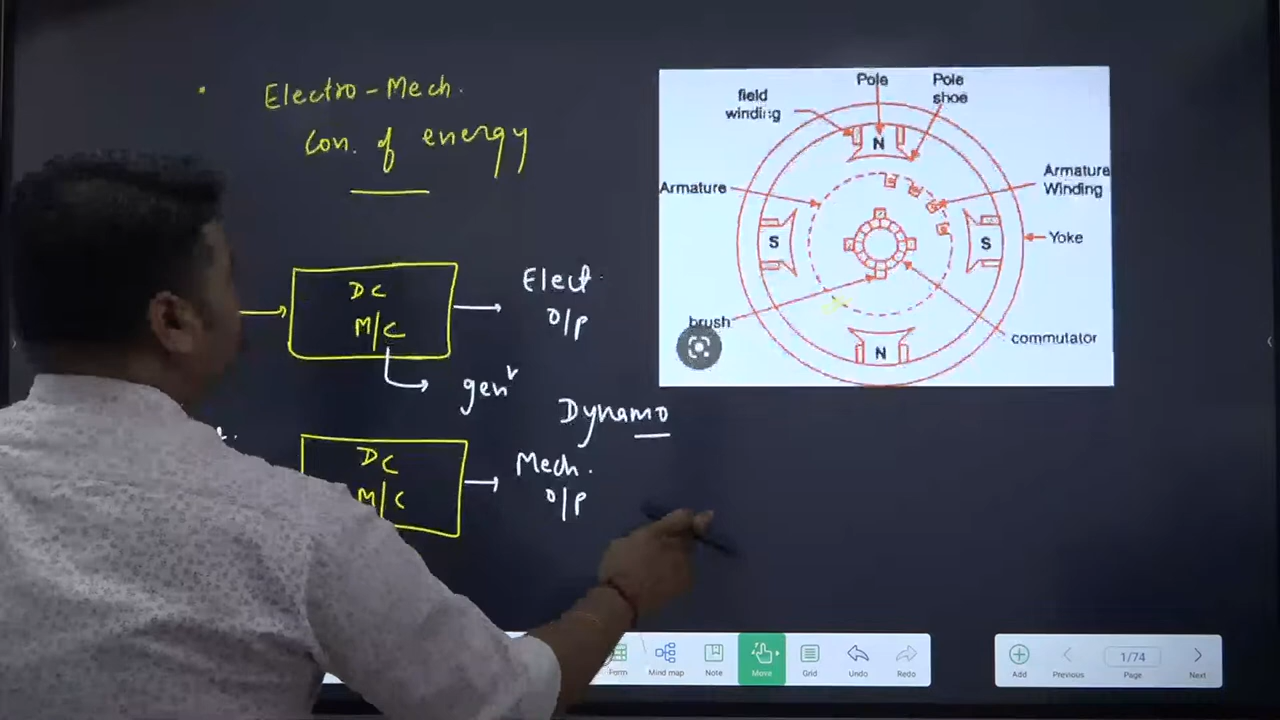 Electro-Mech.
Con. of energy
DC
M/C
Elect.
O/P
gen^r
Dynamo
DC
M/C
Mech.
O/P
Pole
Pole
shoe
field
winding
N
Armature
Armature
Winding
S
S
Yoke
brush
N
commutator
Form
Mind map
Note
Move
Grid
Undo
Redo
Add
Previous
1/74
Page
Next